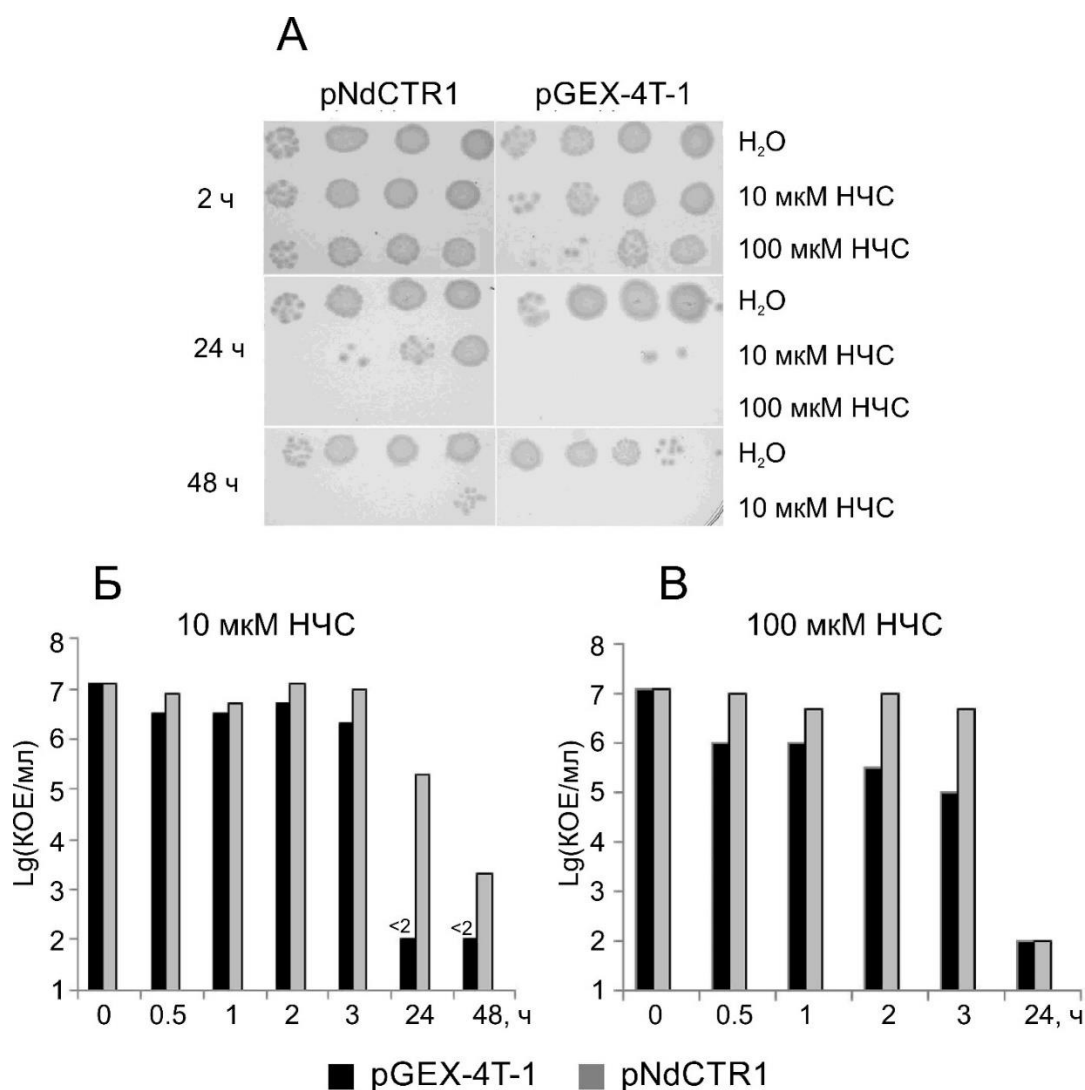 А
pNdCTR1 pGEX-4T-1
2 ч
H₂O
10 мкМ НЧС
100 мкМ НЧС
24 ч
H₂O
10 мкМ НЧС
100 мкМ НЧС
48 ч
H₂O
10 мкМ НЧС
Б
10 мкМ НЧС
Lg(КОЕ/мл)
8
7
6
5
4
3
2
1
<2 <2
0 0.5 1 2 3 24 48, ч
В
100 мкМ НЧС
Lg(КОЕ/мл)
8
7
6
5
4
3
2
1
0 0.5 1 2 3 24, ч
pGEX-4T-1 pNdCTR1